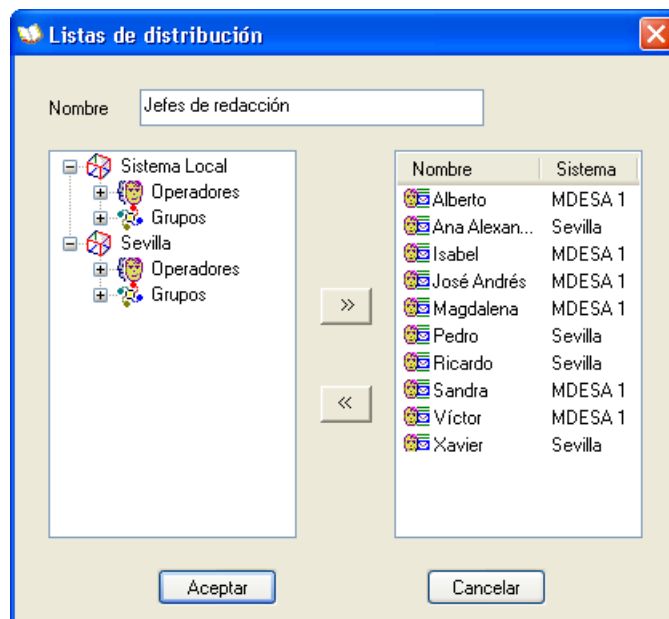 Listas de distribución
Nombre Jefes de redacción
Sistema Local
Operadores
Grupos
Sevilla
Operadores
Grupos
>>
<<
Nombre Sistema
Alberto MDESA 1
Ana Alexan... Sevilla
Isabel MDESA 1
José Andrés MDESA 1
Magdalena MDESA 1
Pedro Sevilla
Ricardo Sevilla
Sandra MDESA 1
Víctor MDESA 1
Xavier Sevilla
Aceptar Cancelar